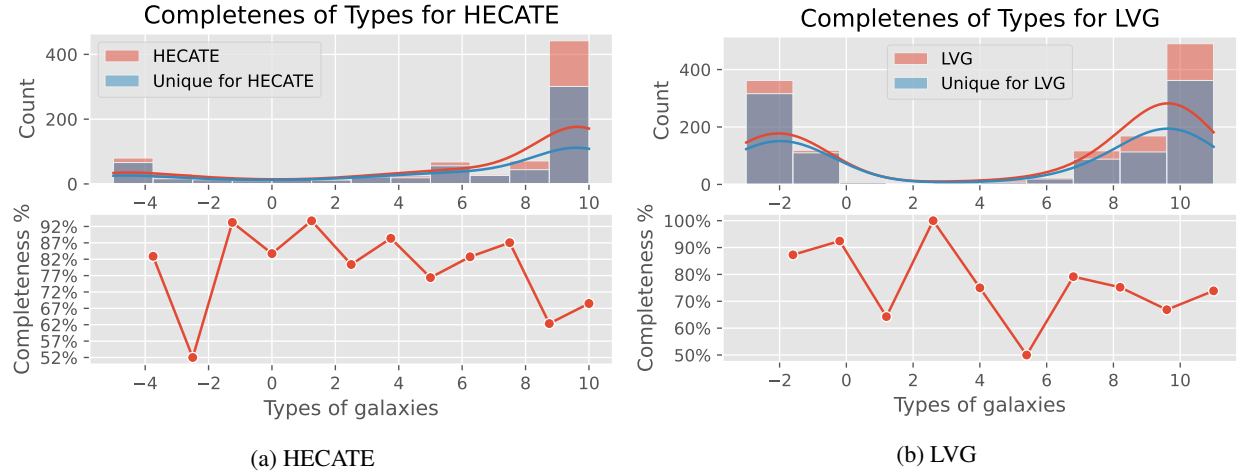 Completenes of Types for HECATE
400
200
0
Count
HECATE
Unique for HECATE
−4 −2 0 2 4 6 8 10
92%
87%
82%
77%
72%
67%
62%
57%
52%
Completeness %
−4 −2 0 2 4 6 8 10
Types of galaxies
(a) HECATE
Completenes of Types for LVG
400
200
0
Count
LVG
Unique for LVG
−2 0 2 4 6 8 10
100%
90%
80%
70%
60%
50%
Completeness %
−2 0 2 4 6 8 10
Types of galaxies
(b) LVG